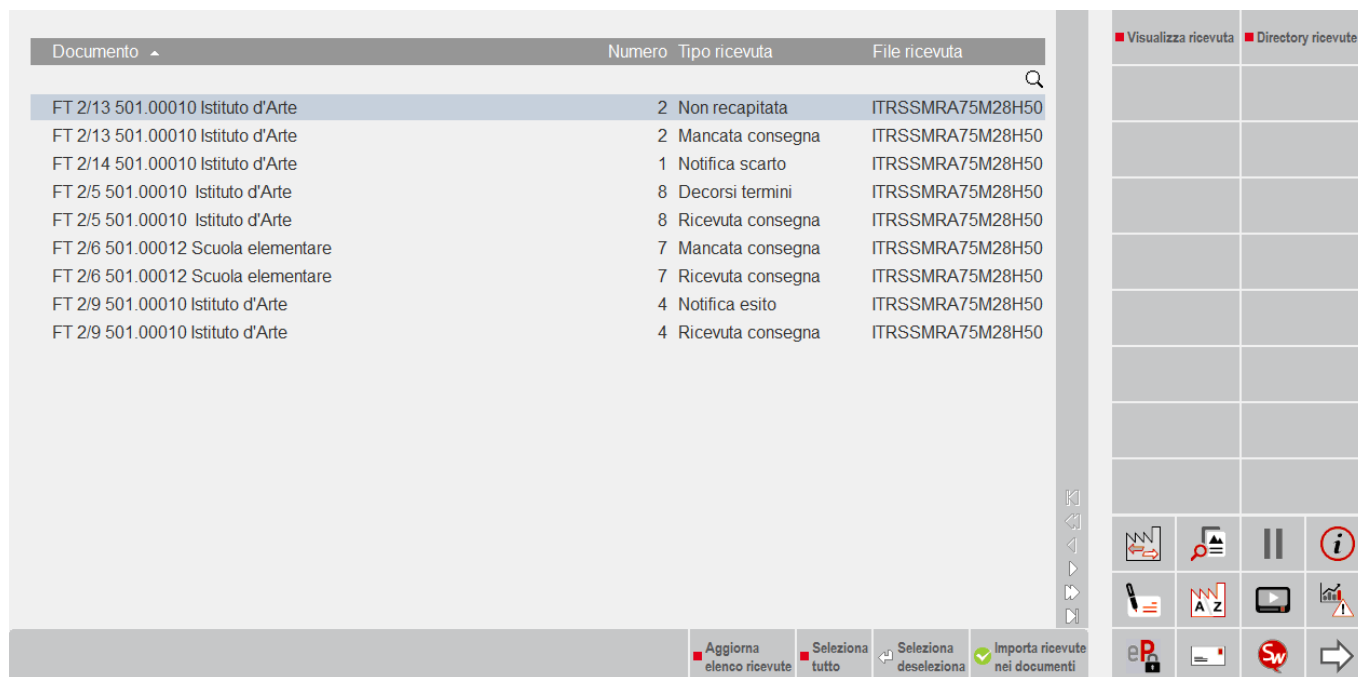 Documento Numero Tipo ricevuta File ricevuta
FT 2/13 501.00010 Istituto d'Arte 2 Non recapitata ITRSSMRA75M28H50
FT 2/13 501.00010 Istituto d'Arte 2 Mancata consegna ITRSSMRA75M28H50
FT 2/14 501.00010 Istituto d'Arte 1 Notifica scarto ITRSSMRA75M28H50
FT 2/5 501.00010 Istituto d'Arte 8 Decorsi termini ITRSSMRA75M28H50
FT 2/5 501.00010 Istituto d'Arte 8 Ricevuta consegna ITRSSMRA75M28H50
FT 2/6 501.00012 Scuola elementare 7 Mancata consegna ITRSSMRA75M28H50
FT 2/6 501.00012 Scuola elementare 7 Ricevuta consegna ITRSSMRA75M28H50
FT 2/9 501.00010 Istituto d'Arte 4 Notifica esito ITRSSMRA75M28H50
FT 2/9 501.00010 Istituto d'Arte 4 Ricevuta consegna ITRSSMRA75M28H50
Visualizza ricevuta Directory ricevute
i
A Z
eP Sw
Aggiorna elenco ricevute
Seleziona tutto
Seleziona deseleziona
Importa ricevute nei documenti